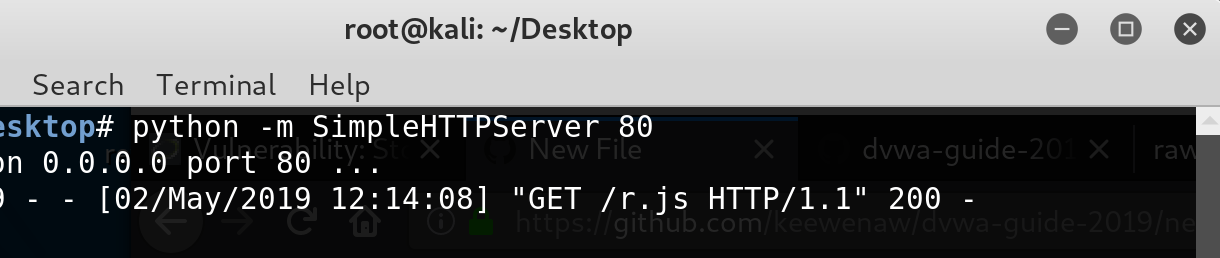 root@kali: ~/Desktop
Search Terminal Help
esktop# python -m SimpleHTTPServer 80
on 0.0.0.0 port 80 ...
- - [02/May/2019 12:14:08] "GET /r.js HTTP/1.1" 200 -
Vulnerability: St
New File
dvwa-guide-201
raw
https://github.com/keewenaw/dvwa-guide-2019/ne